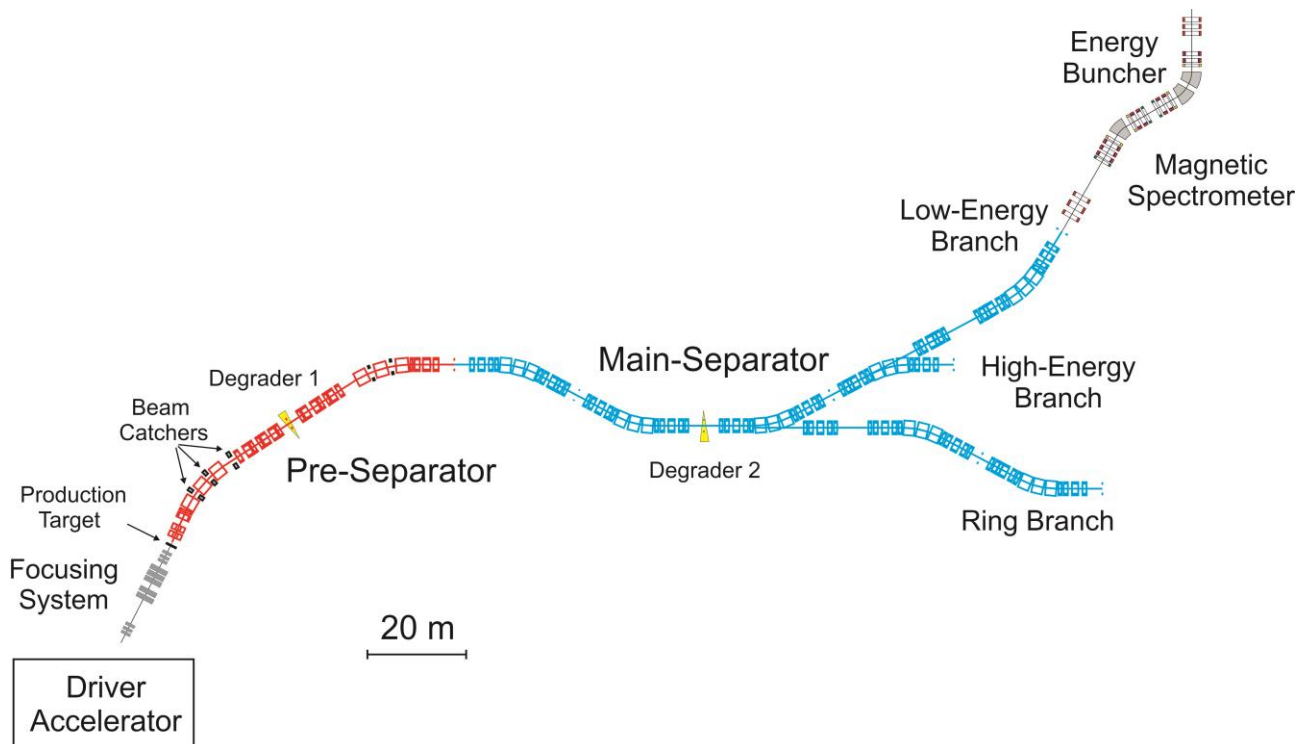 Energy
Buncher
Magnetic
Spectrometer
Low-Energy
Branch
Main-Separator
High-Energy
Branch
Degrader 1
Beam
Catchers
Pre-Separator
Degrader 2
Production
Target
Ring Branch
Focusing
System
20 m
Driver
Accelerator